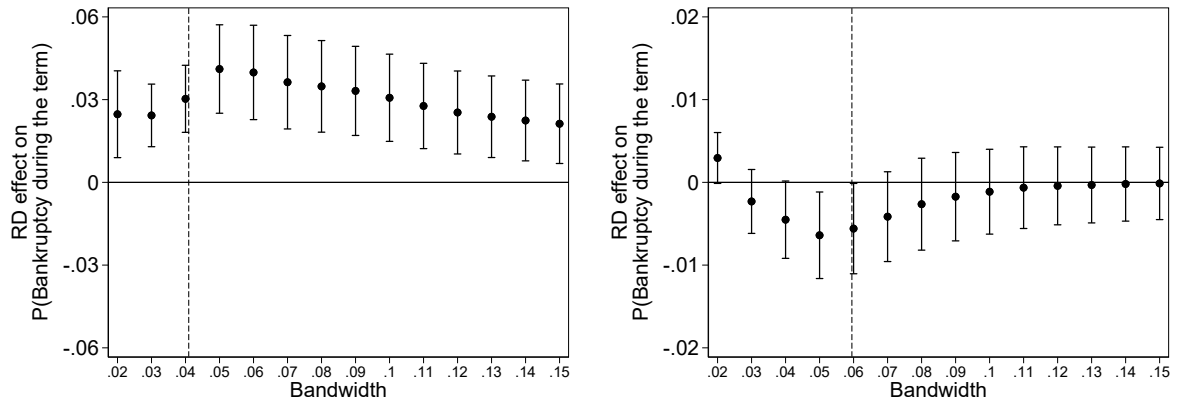 RD effect on
P(Bankruptcy during the term)
.06
.03
0
-.03
-.06
.02 .03 .04 .05 .06 .07 .08 .09 .1 .11 .12 .13 .14 .15
Bandwidth
RD effect on
P(Bankruptcy during the term)
.02
.01
0
-.01
-.02
.02 .03 .04 .05 .06 .07 .08 .09 .1 .11 .12 .13 .14 .15
Bandwidth